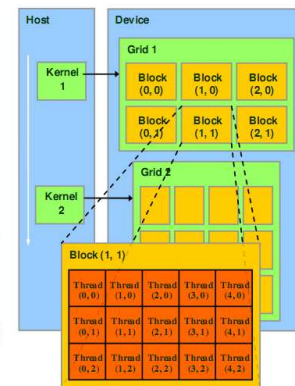 Host
Device
Grid 1
Kernel
1
Block
(0, 0)
Block
(1, 0)
Block
(2, 0)
Block
(0, 1)
Block
(1, 1)
Block
(2, 1)
Grid 2
Kernel
2
Block (1, 1)
Thread
(0, 0)
Thread
(1, 0)
Thread
(2, 0)
Thread
(3, 0)
Thread
(4, 0)
Thread
(0, 1)
Thread
(1, 1)
Thread
(2, 1)
Thread
(3, 1)
Thread
(4, 1)
Thread
(0, 2)
Thread
(1, 2)
Thread
(2, 2)
Thread
(3, 2)
Thread
(4, 2)